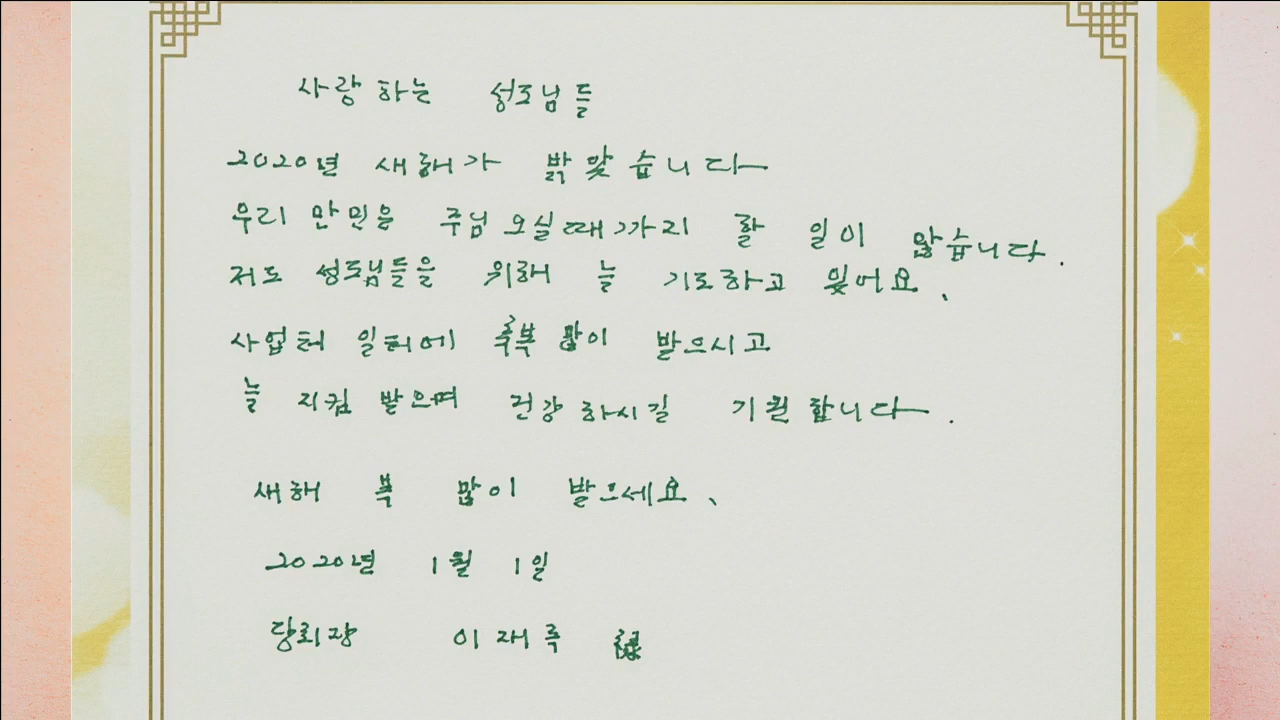 사랑하는 성도님들
2020년 새해가 밝았습니다
우리 만민은 주님 오실때까지 할 일이 많습니다.
저도 성도님들을 위해 늘 기도하고 있어요.
사업터 일터에 축복 많이 받으시고
늘 지킴 받으며 건강하시길 기원합니다.
새해 복 많이 받으세요.
2020년 1월 1일
당회장 이재록